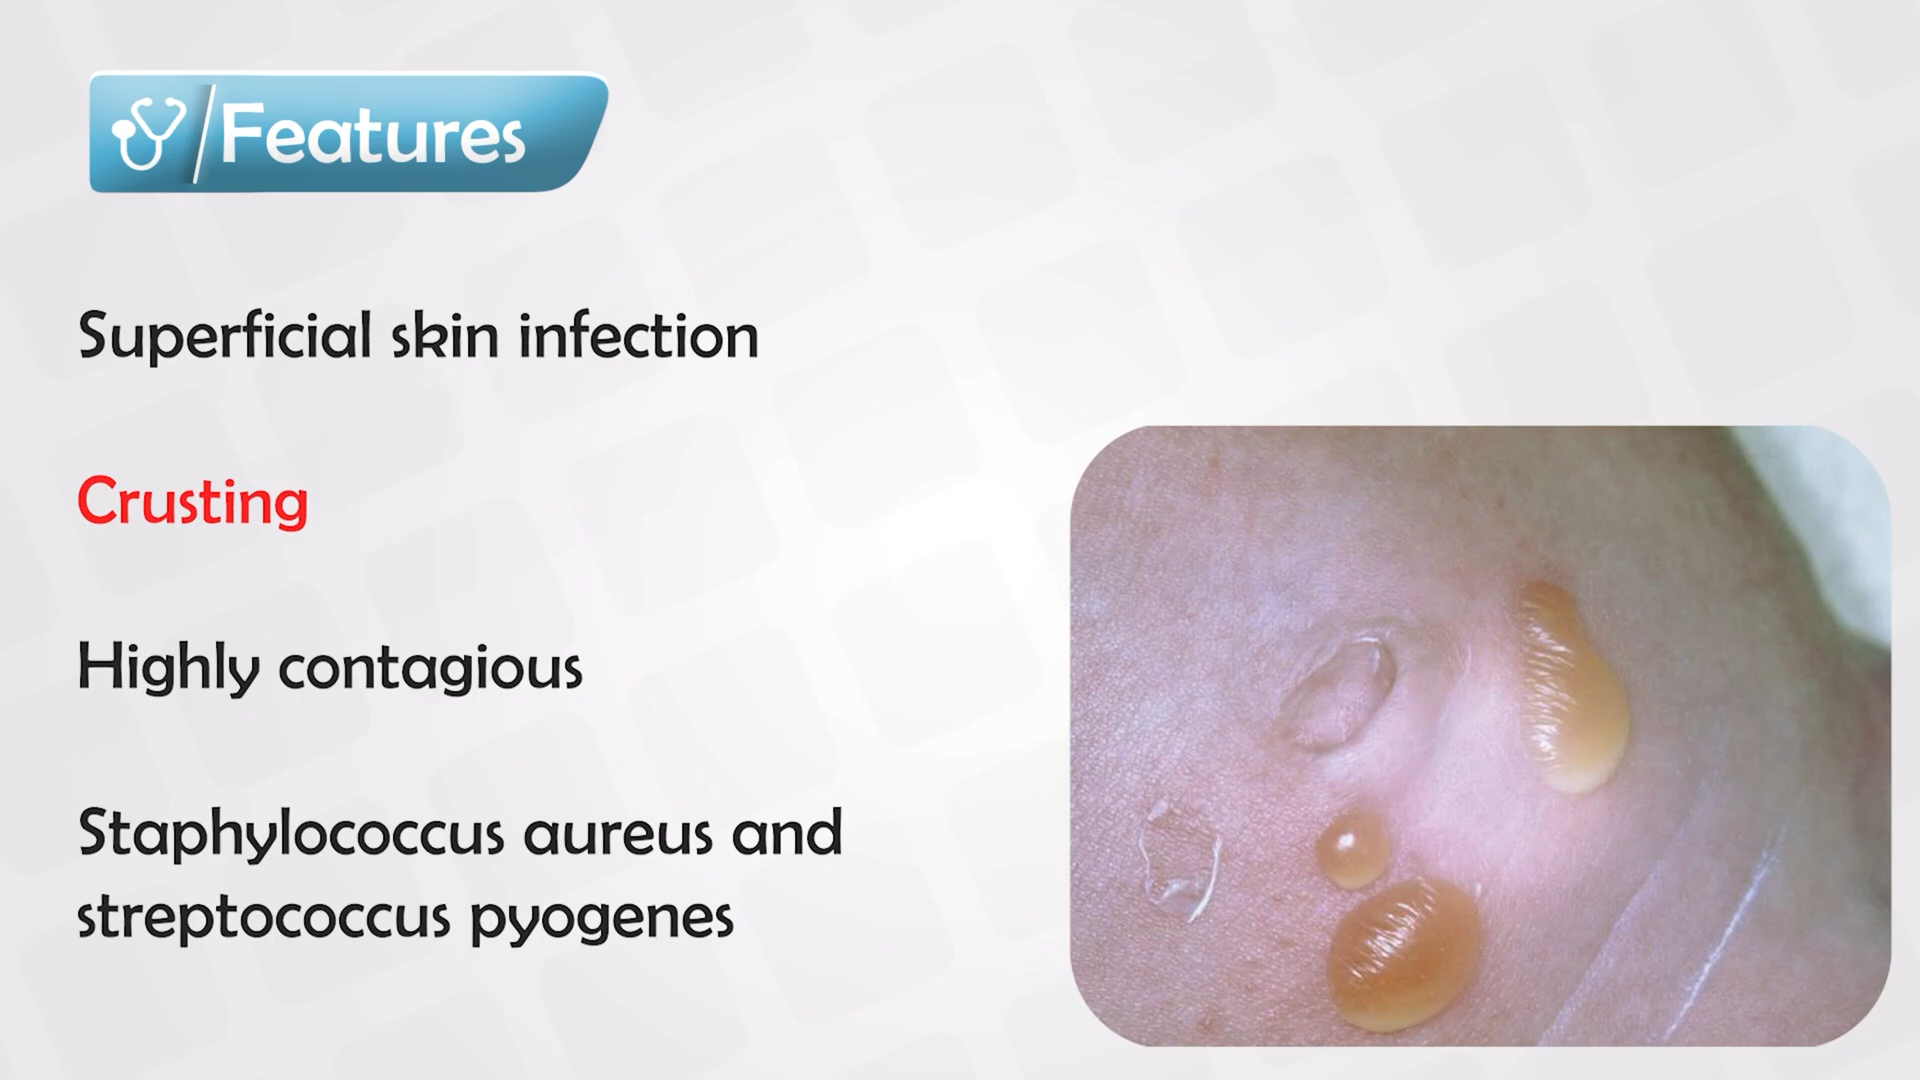 Features
Superficial skin infection
Crusting
Highly contagious
Staphylococcus aureus and
streptococcus pyogenes